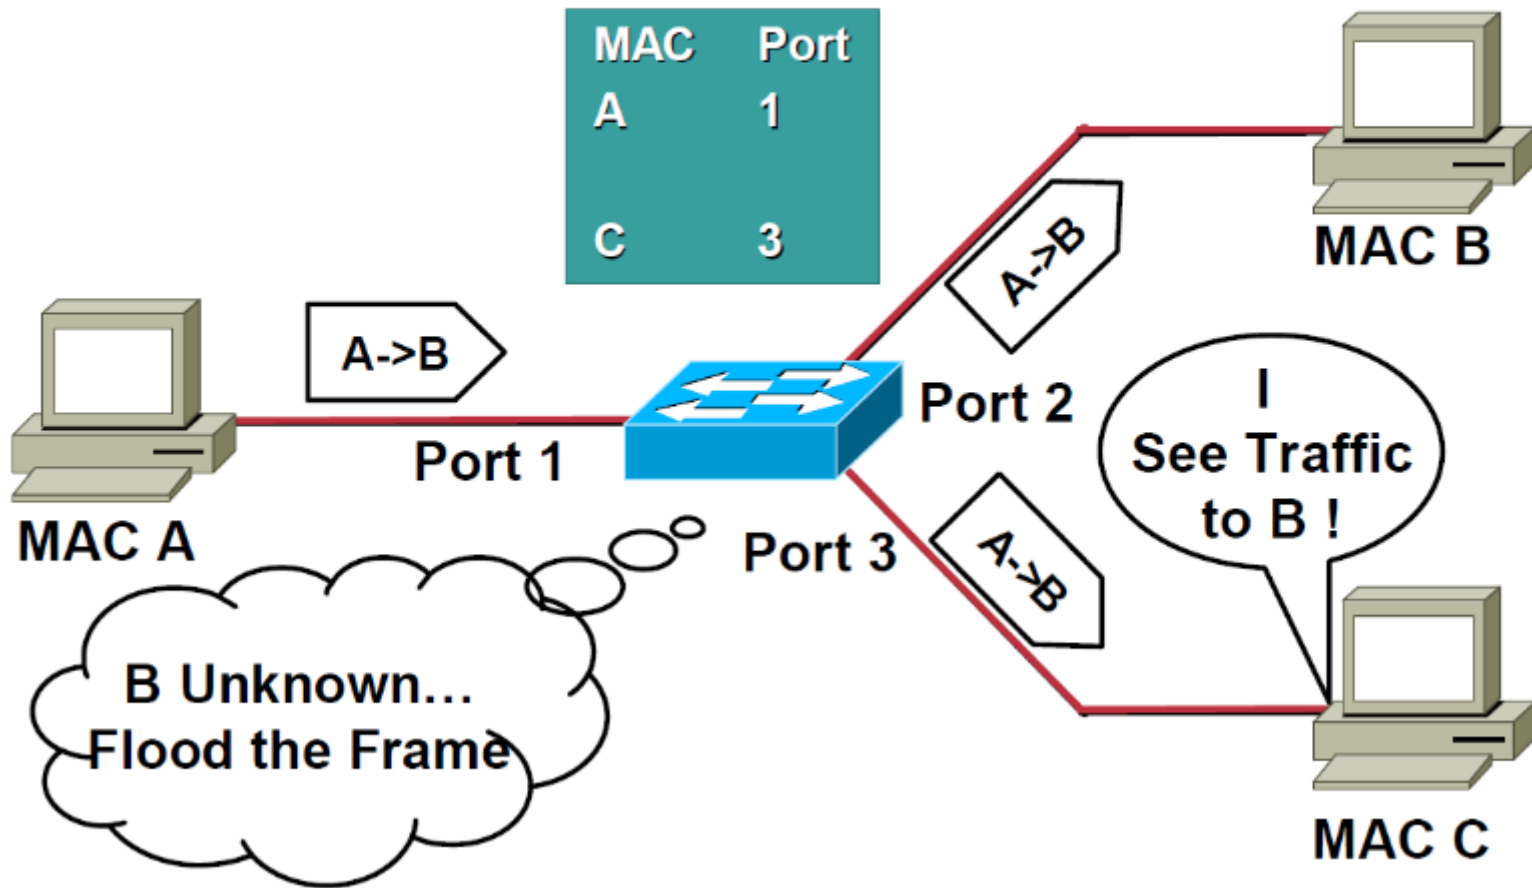 MAC Port
A 1
C 3
MAC B
A->B
A->B
Port 1
Port 2
I
See Traffic
to B !
MAC A
Port 3
A->B
B Unknown...
Flood the Frame
MAC C